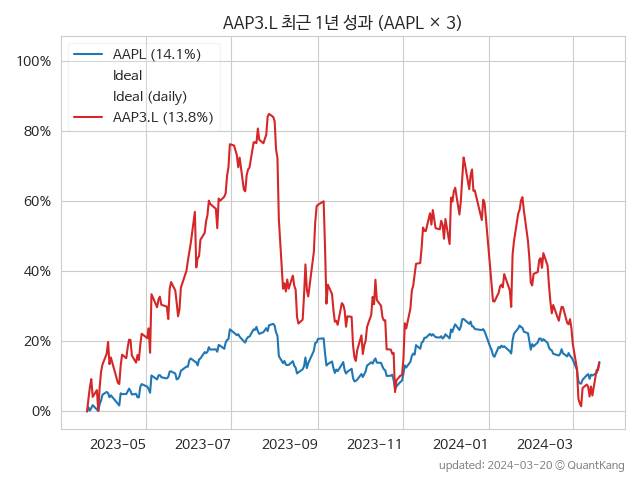 AAP3.L 최근 1년 성과 (AAPL × 3)
AAPL (14.1%)
Ideal
Ideal (daily)
AAP3.L (13.8%)
100%
80%
60%
40%
20%
0%
2023-05 2023-07 2023-09 2023-11 2024-01 2024-03
updated: 2024-03-20 © QuantKang